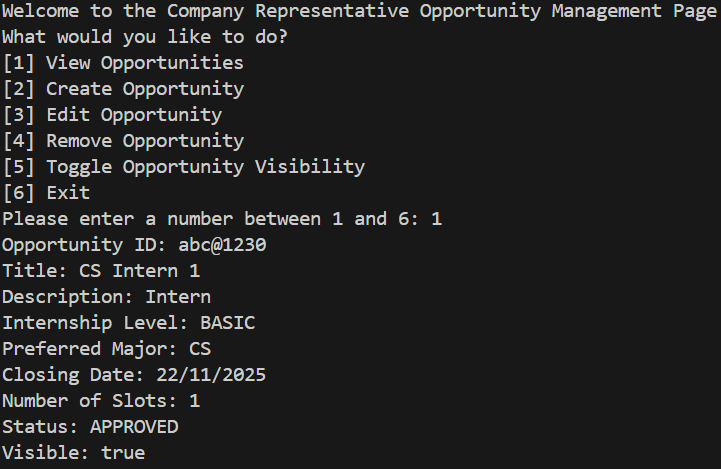 Welcome to the Company Representative Opportunity Management Page
What would you like to do?
[1] View Opportunities
[2] Create Opportunity
[3] Edit Opportunity
[4] Remove Opportunity
[5] Toggle Opportunity Visibility
[6] Exit
Please enter a number between 1 and 6: 1
Opportunity ID: abc@1230
Title: CS Intern 1
Description: Intern
Internship Level: BASIC
Preferred Major: CS
Closing Date: 22/11/2025
Number of Slots: 1
Status: APPROVED
Visible: true